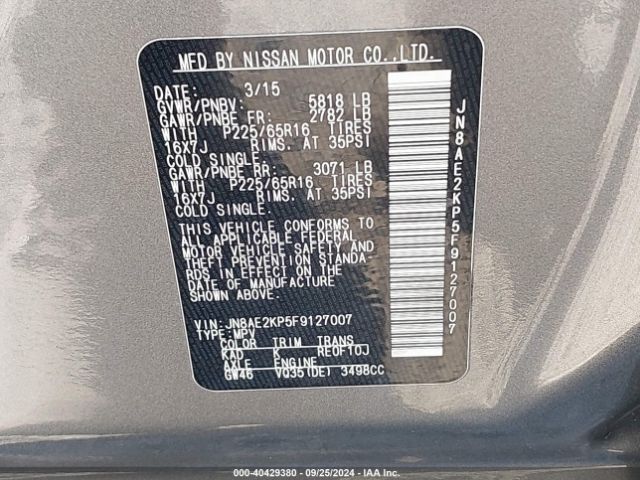 MFD BY NISSAN MOTOR CO.,LTD.
DATE: 3/15
GVWR/PNBV: 5818 LB
GAWR/PNBE FR: 2782 LB
WITH P225/65R16 TIRES
16X7J RIMS. AT 35PSI
COLD SINGLE.
GAWR/PNBE RR: 3071 LB
WITH P225/65R16 TIRES
16X7J RIMS. AT 35PSI
COLD SINGLE.
THIS VEHICLE CONFORMS TO
ALL APPLICABLE FEDERAL
MOTOR VEHICLE SAFETY AND
THEFT PREVENTION STANDA-
RDS IN EFFECT ON THE
DATE OF MANUFACTURE
SHOWN ABOVE.
VIN:JN8AE2KP5F9127007
TYPE:MPV
COLOR TRIM TRANS
KAD K RE0F10J
AXLE ENGINE
GW46 VQ35(DE) 3498CC
JN8AE2KP5F9127007
000-40429380 - 09/25/2024 - IAA Inc.